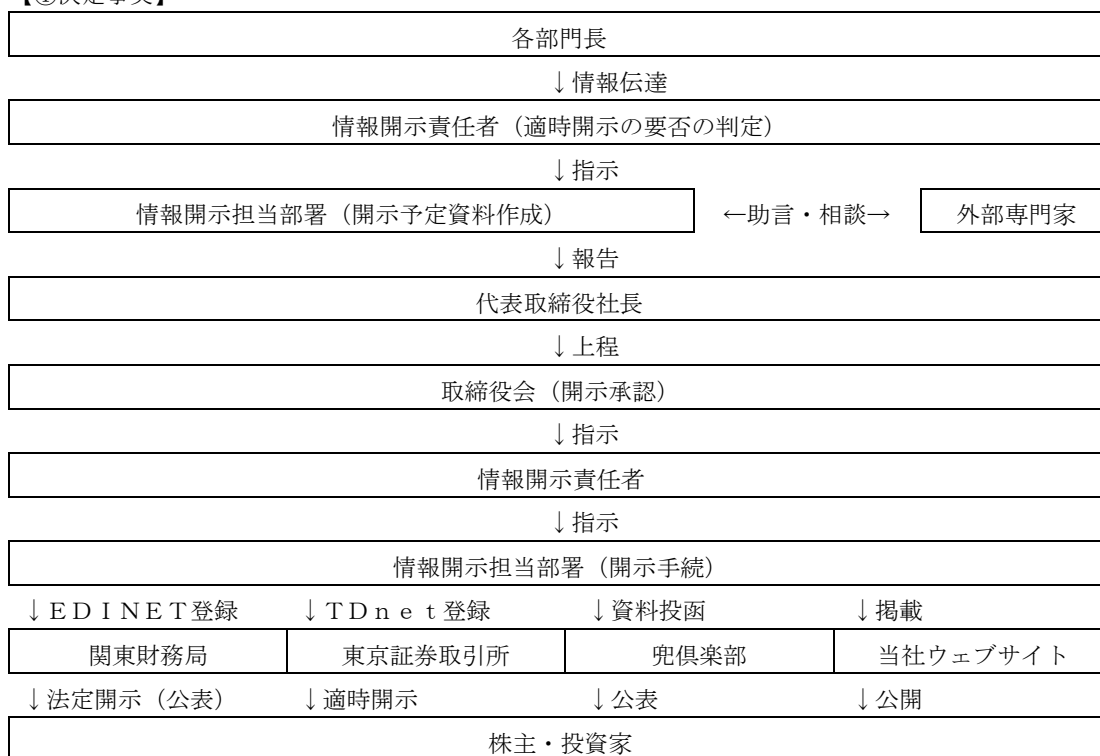 【①決定事実】
各部門長
↓情報伝達
情報開示責任者（適時開示の要否の判定）
↓指示
情報開示担当部署（開示予定資料作成） ←助言・相談→ 外部専門家
↓報告
代表取締役社長
↓上程
取締役会（開示承認）
↓指示
情報開示責任者
↓指示
情報開示担当部署（開示手続）
↓ＥＤＩＮＥＴ登録 ↓ＴＤｎｅｔ登録 ↓資料投函 ↓掲載
関東財務局 東京証券取引所 兜倶楽部 当社ウェブサイト
↓法定開示（公表） ↓適時開示 ↓公表 ↓公開
株主・投資家